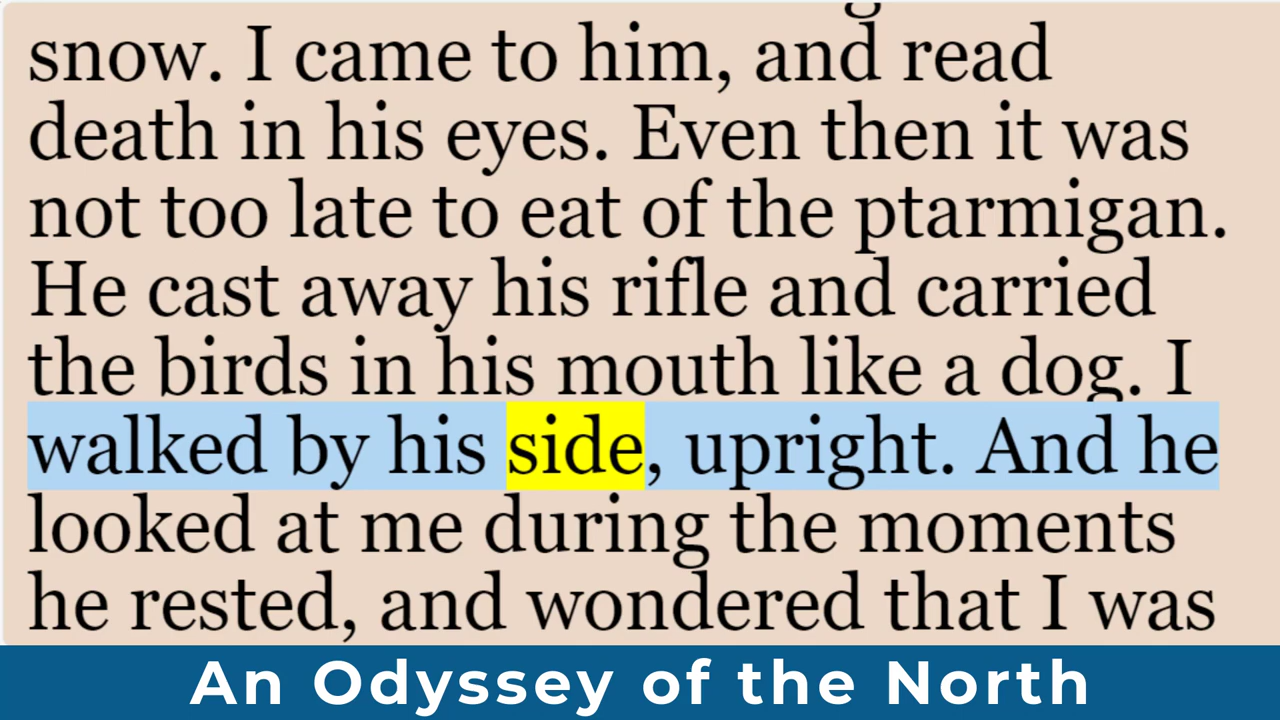 snow. I came to him, and read
death in his eyes. Even then it was
not too late to eat of the ptarmigan.
He cast away his rifle and carried
the birds in his mouth like a dog. I
walked by his side, upright. And he
looked at me during the moments
he rested, and wondered that I was
An Odyssey of the North